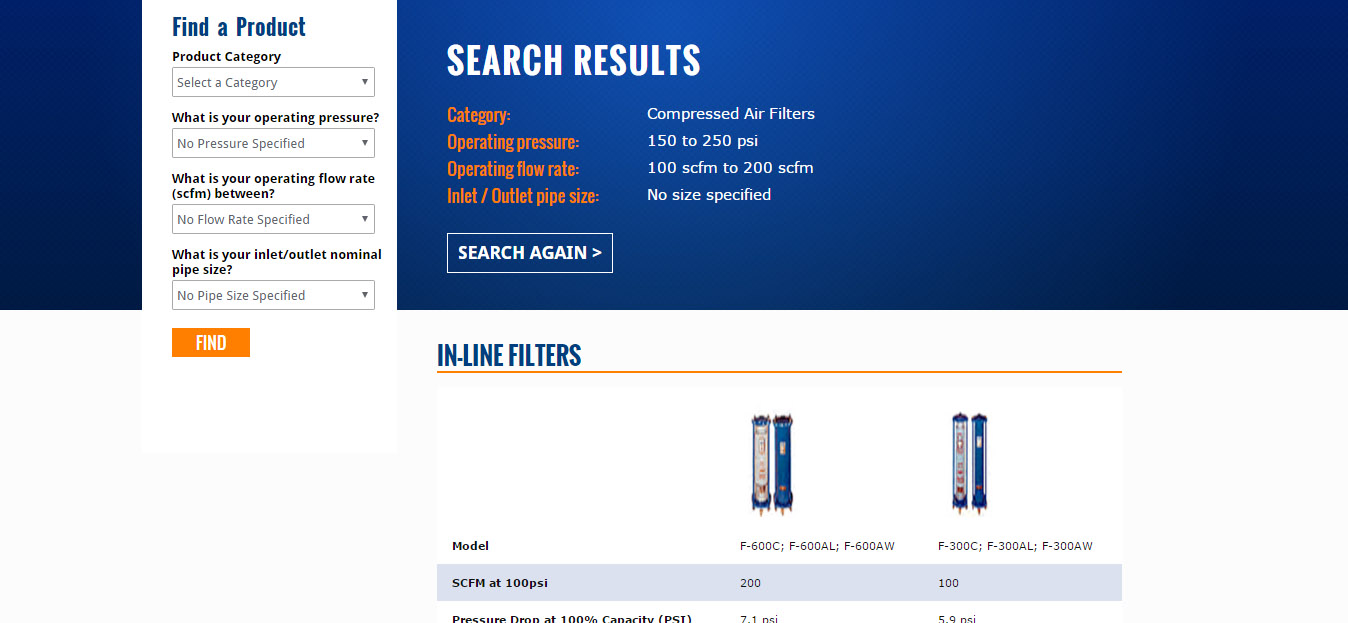 Find a Product
Product Category
Select a Category
What is your operating pressure?
No Pressure Specified
What is your operating flow rate
(scfm) between?
No Flow Rate Specified
What is your inlet/outlet nominal
pipe size?
No Pipe Size Specified
FIND
SEARCH RESULTS
Category: Compressed Air Filters
Operating pressure: 150 to 250 psi
Operating flow rate: 100 scfm to 200 scfm
Inlet / Outlet pipe size: No size specified
SEARCH AGAIN >
IN-LINE FILTERS
Model F-600C; F-600AL; F-600AW F-300C; F-300AL; F-300AW
SCFM at 100psi 200 100
Pressure Drop at 100% Capacity (PSI) 7.1 psi 5.9 psi